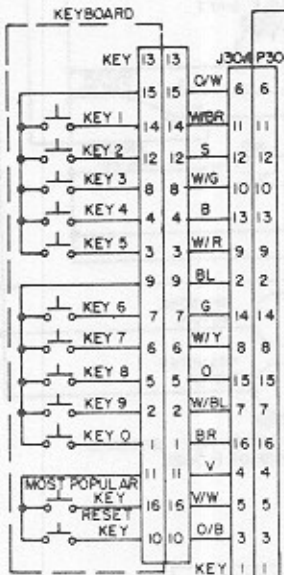 KEYBOARD
KEY 13 13 J30A P30
15 15 O/W 6 6
KEY 1 14 14 W/BR 11 11
KEY 2 12 12 S 12 12
KEY 3 8 8 W/G 10 10
KEY 4 4 4 B 13 13
KEY 5 3 3 W/R 9 9
9 9 BL 2 2
KEY 6 7 7 G 14 14
KEY 7 6 6 W/Y 8 8
KEY 8 5 5 O 15 15
KEY 9 2 2 W/BL 7 7
KEY O 1 1 BR 16 16
11 11 V 4 4
MOST POPULAR
KEY 16 16 V/W 5 5
RESET
KEY 10 10 O/B 3 3
KEY 1 1